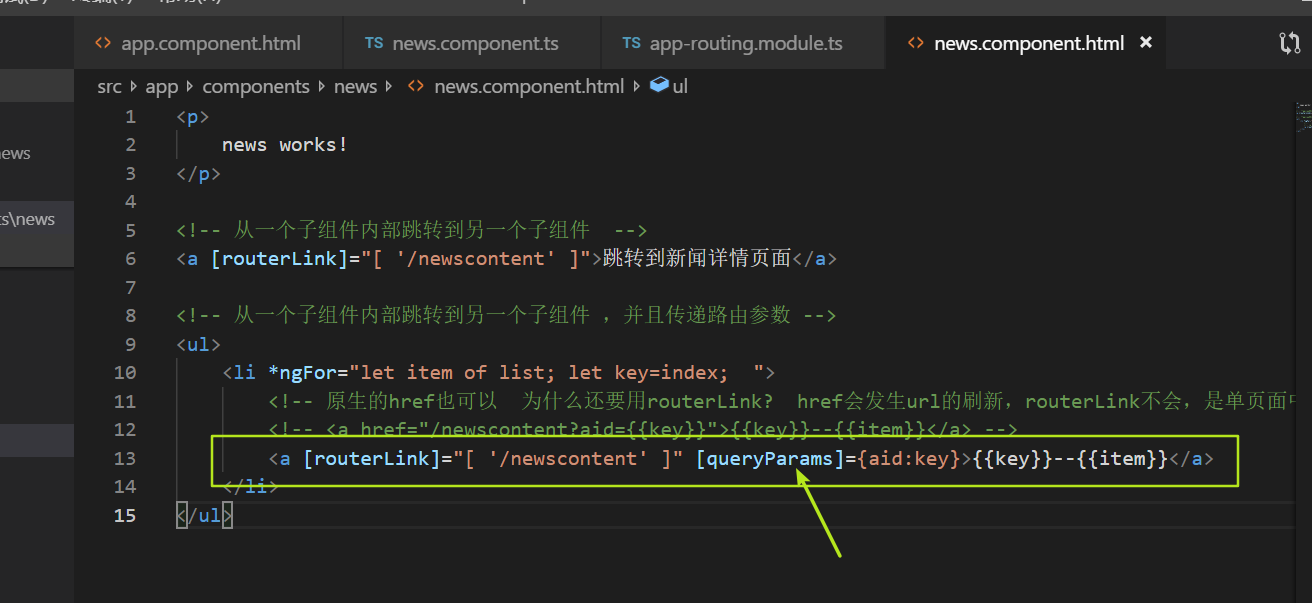 app.component.html
TS news.component.ts
TS app-routing.module.ts
news.component.html
src app components news news.component.html ul
ews
s\news
1 <p>
2 news works!
3 </p>
4
5 <!-- 从一个子组件内部跳转到另一个子组件 -->
6 <a [routerLink]="[ '/newscontent' ]">跳转到新闻详情页面</a>
7
8 <!-- 从一个子组件内部跳转到另一个子组件 ，并且传递路由参数 -->
9 <ul>
10 <li *ngFor="let item of list; let key=index;  ">
11 <!-- 原生的href也可以  为什么还要用routerLink?  href会发生url的刷新，routerLink不会，是单页面中
12 <!-- <a href="/newscontent?aid={{key}}">{{key}}--{{item}}</a> -->
13 <a [routerLink]="[ '/newscontent' ]" [queryParams]={aid:key}>{{key}}--{{item}}</a>
14 </li>
15 </ul>